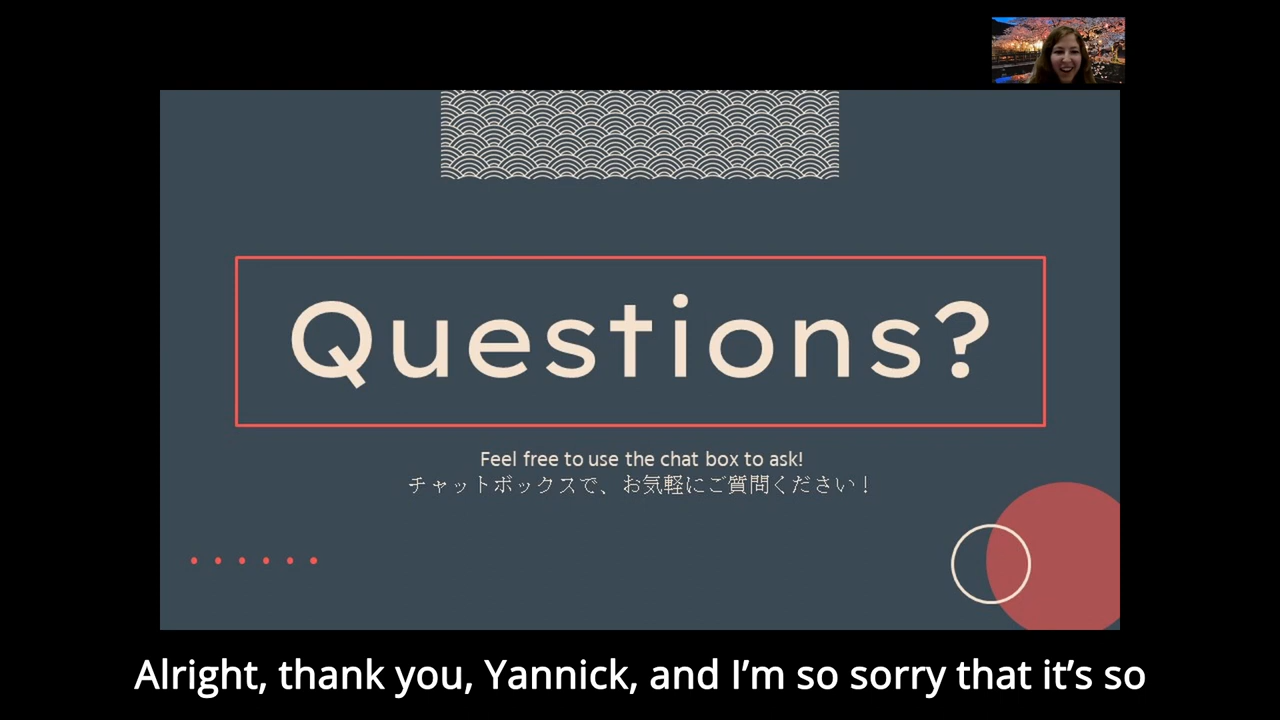 Questions?
Feel free to use the chat box to ask!
チャットボックスで、お気軽にご質問ください！
Alright, thank you, Yannick, and I’m so sorry that it’s so